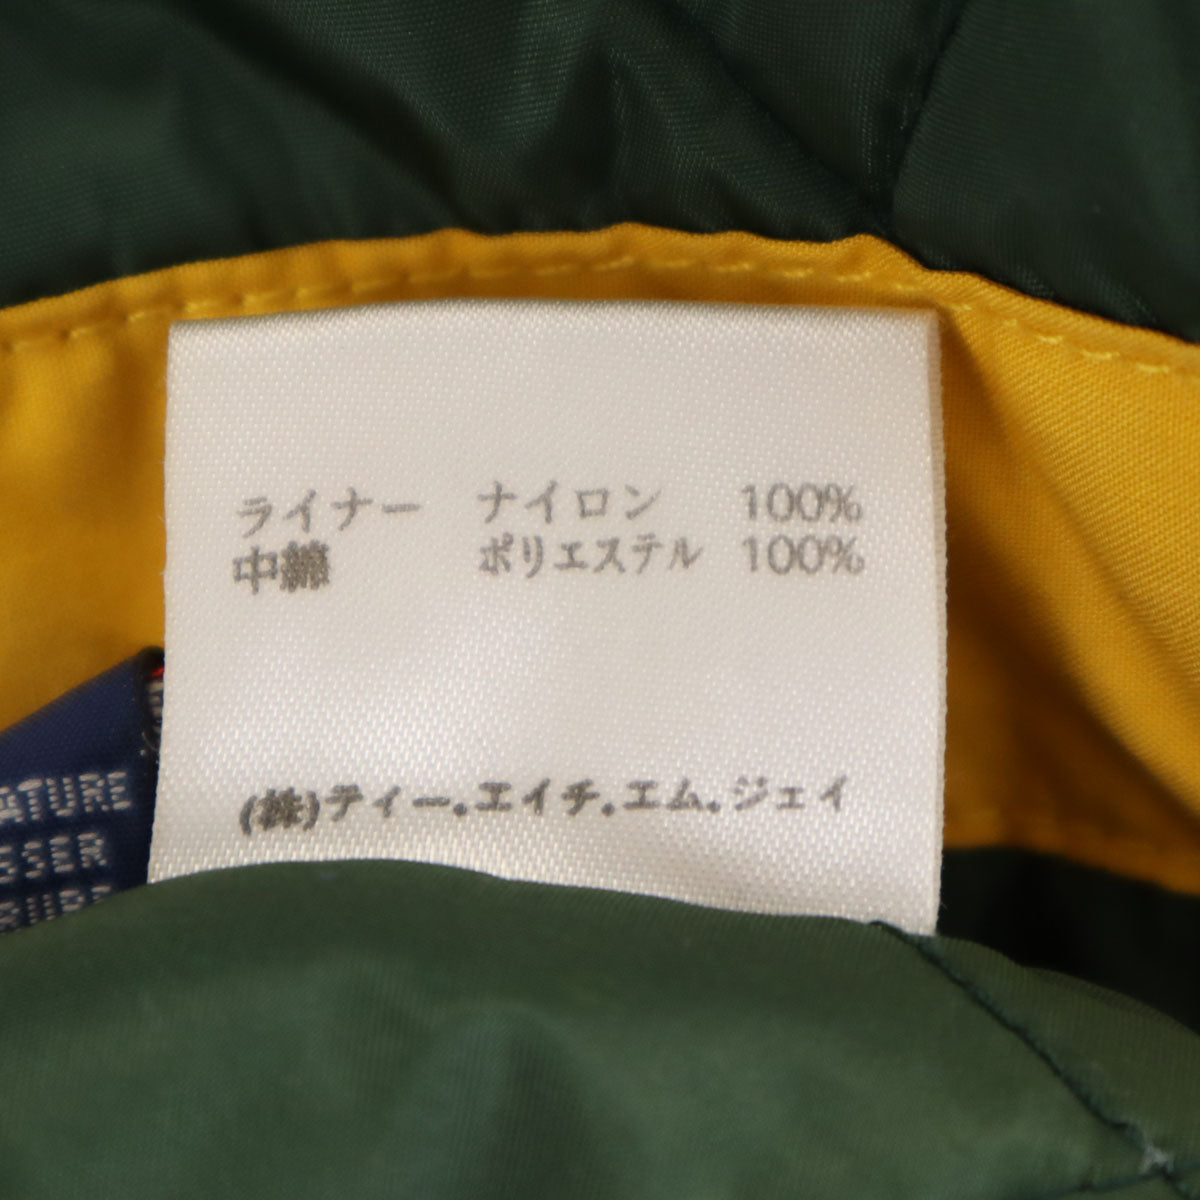 ライナー ナイロン 100%
中綿 ポリエステル 100%
(株)ティー.エイチ.エム.ジェイ
URE